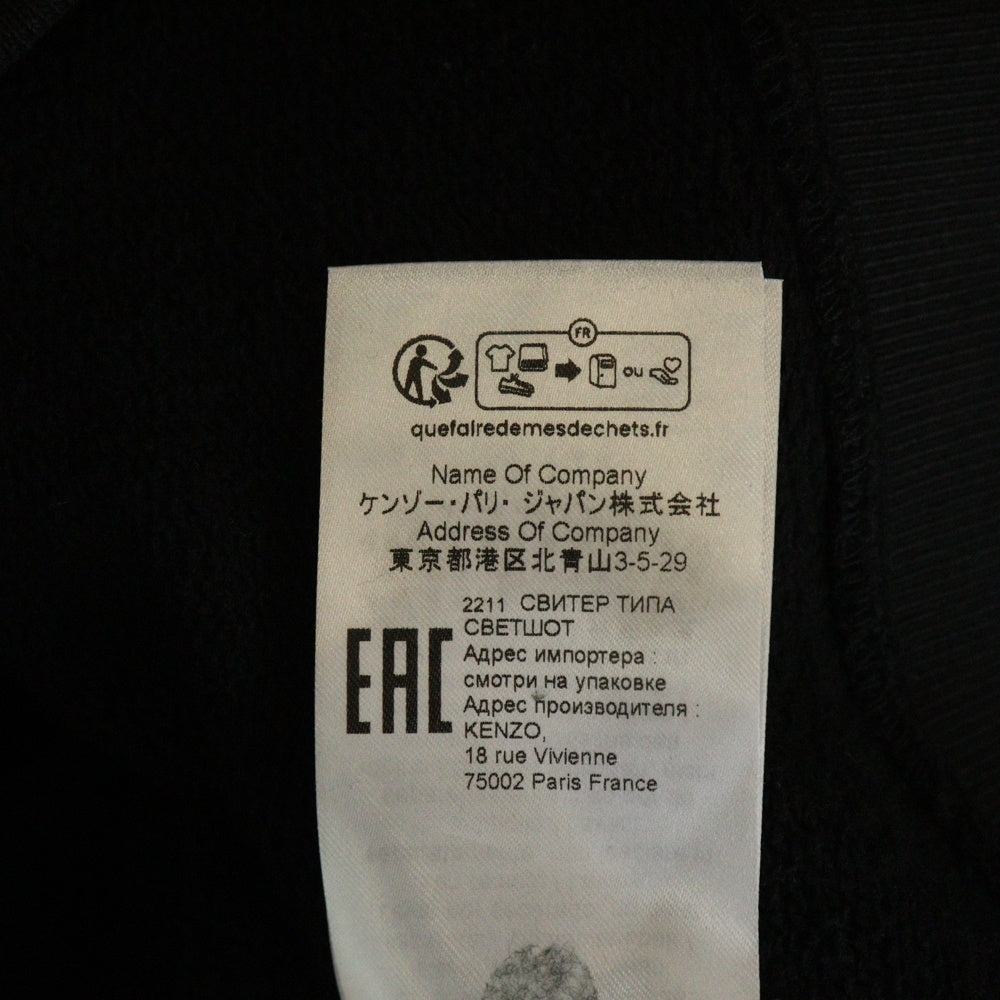 FR
ou
quefairedemesdechets.fr
Name Of Company
ケンゾー・パリ・ ジャパン株式会社
Address Of Company
東京都港区北青山3-5-29
2211 СВИТЕР ТИПА
СВЕТШОТ
EAC
Адрес импортера :
смотри на упаковке
Адрес производителя :
KENZO,
18 rue Vivienne
75002 Paris France